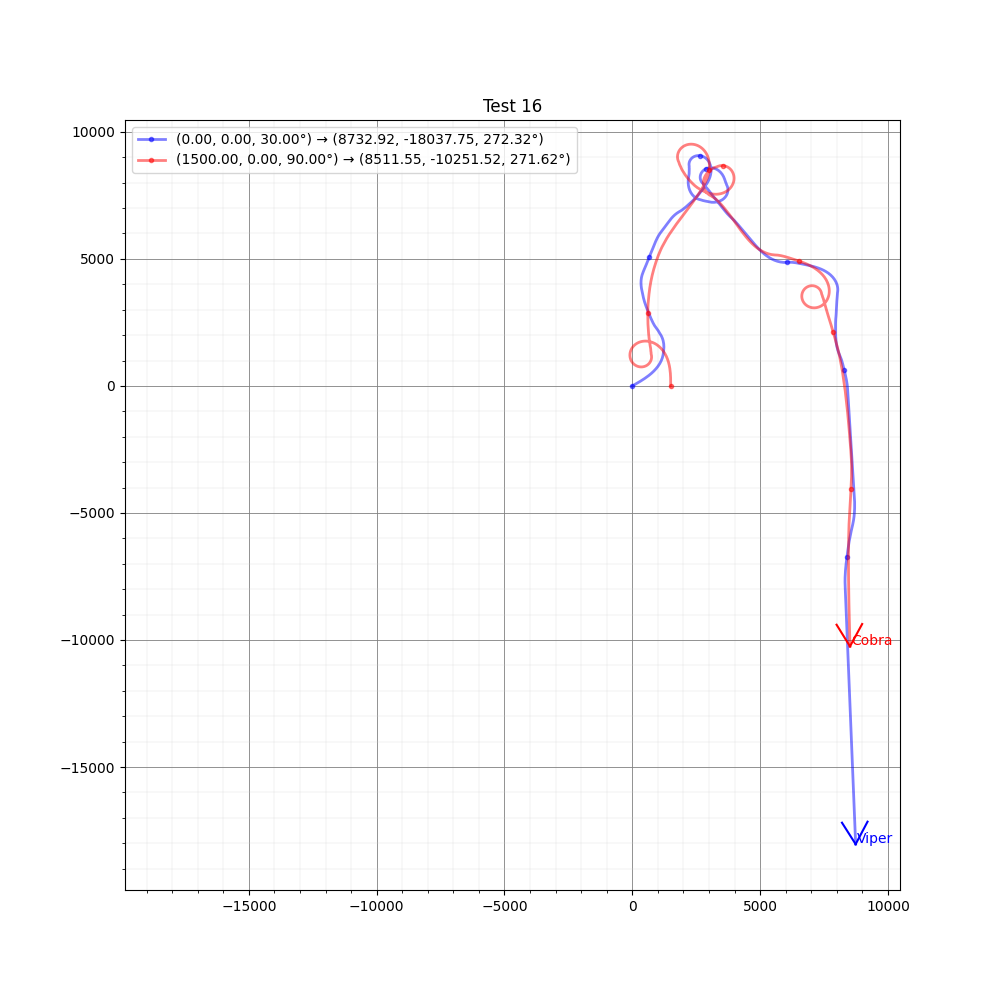 Test 16
(0.00, 0.00, 30.00°) → (8732.92, -18037.75, 272.32°)
(1500.00, 0.00, 90.00°) → (8511.55, -10251.52, 271.62°)
10000
5000
0
−5000
−10000
−15000
Cobra
Viper
−15000 −10000 −5000 0 5000 10000